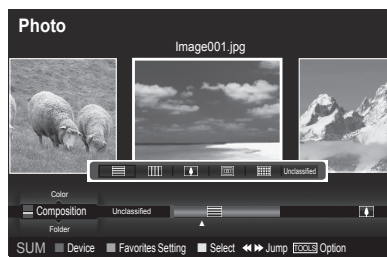 Photo
Image001.jpg
Unclassified
Color
Composition Unclassified
Folder
SUM Device Favorites Setting Select Jump TOOLS Option